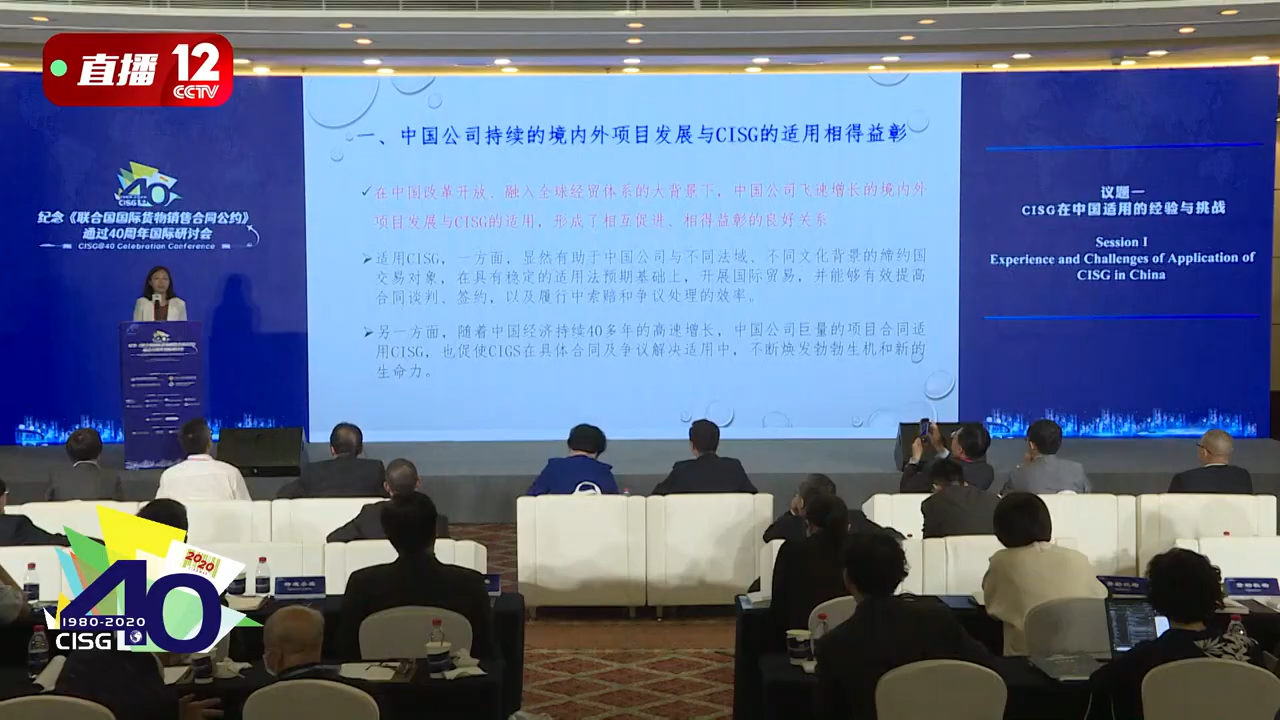 直播
12
CCTV
40
1980-2020
CISG
纪念《联合国国际货物销售合同公约》
通过40周年国际研讨会
CISG@40 Celebration Conference
一、中国公司持续的境内外项目发展与CISG的适用相得益彰
在中国改革开放、融入全球经贸体系的大背景下，中国公司飞速增长的境内外
项目发展与CISG的适用，形成了相互促进、相得益彰的良好关系
适用CISG，一方面，显然有助于中国公司与不同法域、不同文化背景的缔约国
交易对象，在具有稳定的适用法预期基础上，开展国际贸易，并能够有效提高
合同谈判、签约，以及履行中索赔和争议处理的效率。
另一方面，随着中国经济持续40多年的高速增长，中国公司巨量的项目合同适
用CISG，也促使CIGS在具体合同及争议解决适用中，不断焕发勃勃生机和新的
生命力。
议题一
CISG在中国适用的经验与挑战
Session I
Experience and Challenges of Application of
CISG in China
2020
40
1980-2020
CISG